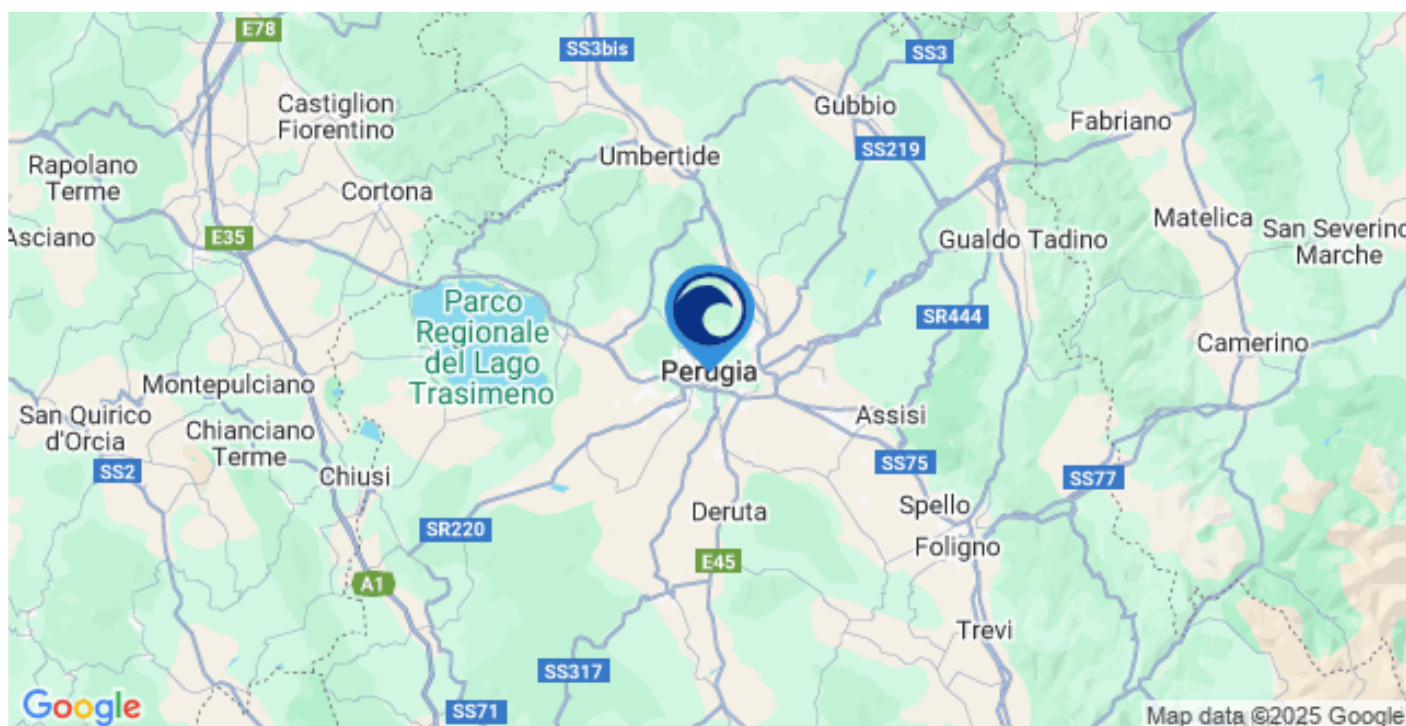 E78
SS3bis
SS3
Castiglion
Fiorentino
Gubbio
Fabriano
Umbertide
SS219
Rapolano
Terme
Cortona
Matelica
Asciano
E35
Gualdo Tadino
San Severino
Marche
Parco
Regionale
del Lago
Trasimeno
SR444
Camerino
Perugia
Montepulciano
San Quirico
d'Orcia
Assisi
Chianciano
Terme
SS2
Chiusi
SS75
SS77
Spello
Deruta
SR220
Foligno
E45
A1
Trevi
SS317
SS71
Google
Map data ©2025 Google